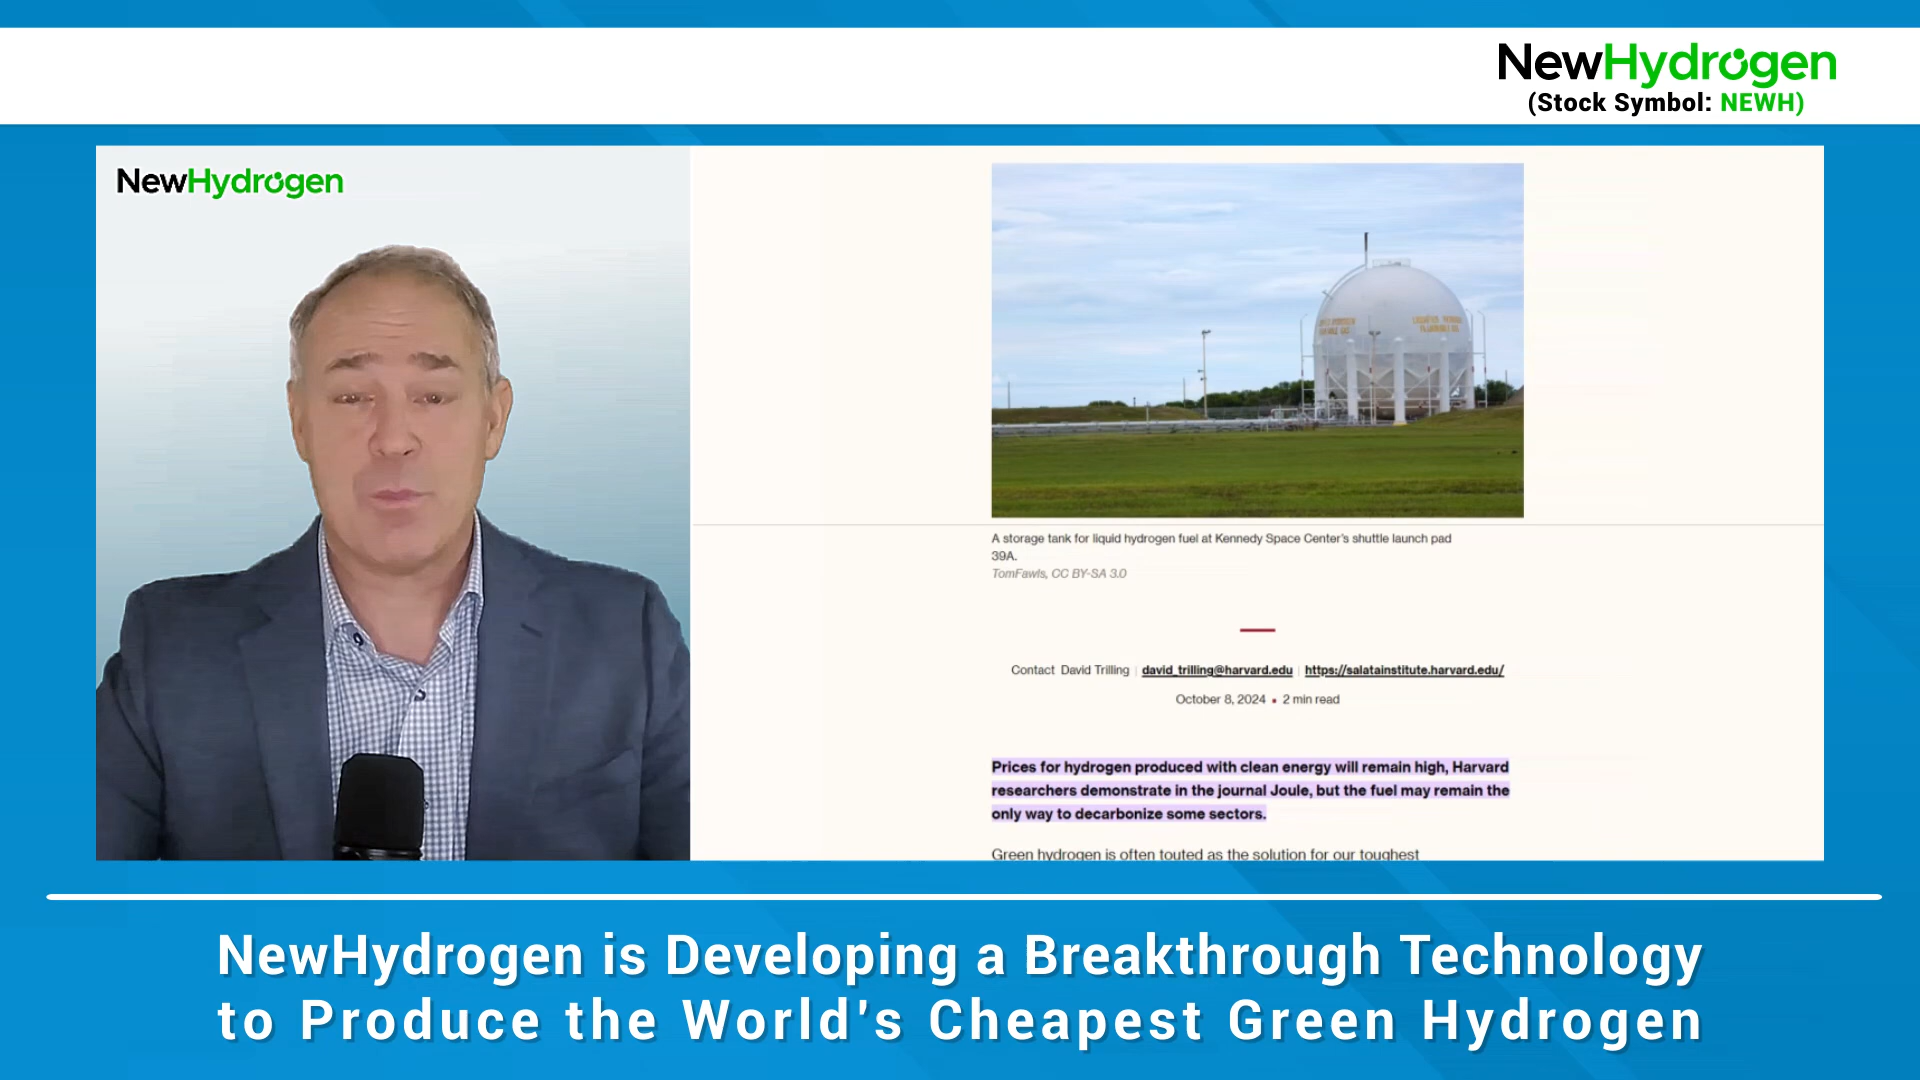 NewHydrogen
(Stock Symbol: NEWH)
NewHydrogen
A storage tank for liquid hydrogen fuel at Kennedy Space Center's shuttle launch pad
39A.
TomFawls, CC BY-SA 3.0
Contact David Trilling | david_trilling@harvard.edu | https://salatainstitute.harvard.edu/
October 8, 2024 • 2 min read
Prices for hydrogen produced with clean energy will remain high, Harvard
researchers demonstrate in the journal Joule, but the fuel may remain the
only way to decarbonize some sectors.
Green hydrogen is often touted as the solution for our toughest
NewHydrogen is Developing a Breakthrough Technology
to Produce the World's Cheapest Green Hydrogen